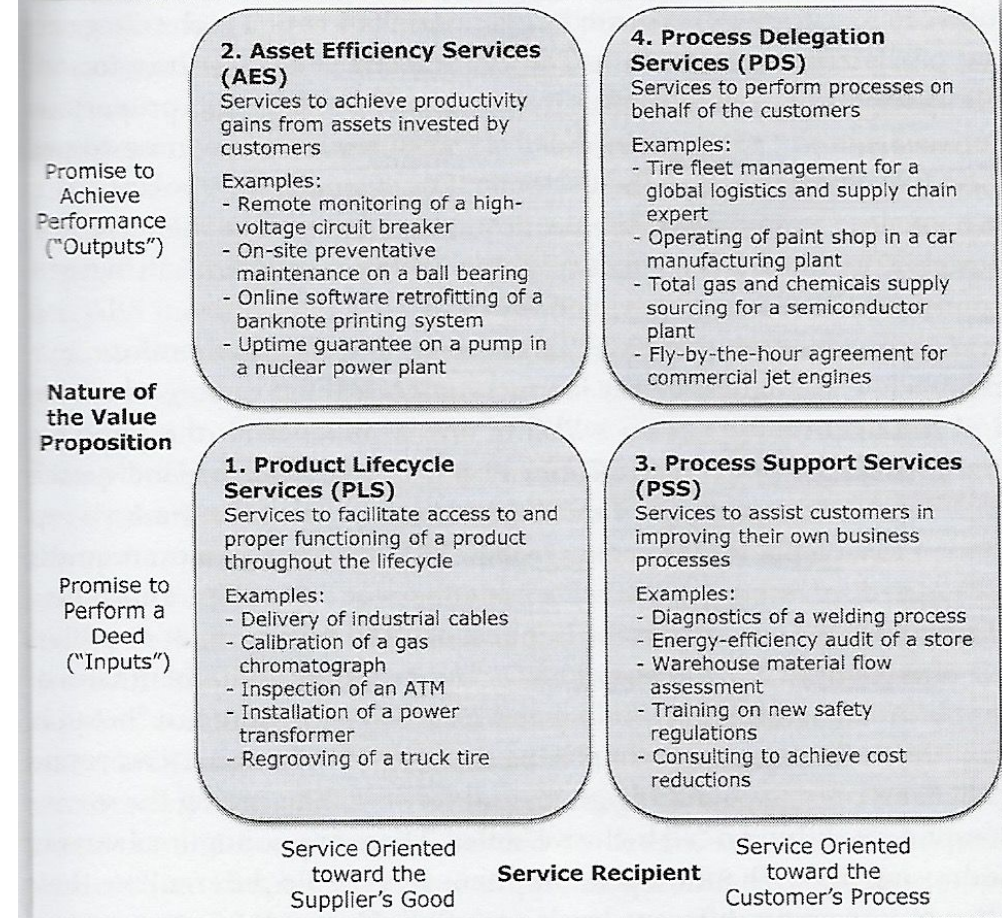 2. Asset Efficiency Services
(AES)
Services to achieve productivity
gains from assets invested by
customers
Examples:
- Remote monitoring of a high-
voltage circuit breaker
- On-site preventative
maintenance on a ball bearing
- Online software retrofitting of a
banknote printing system
- Uptime guarantee on a pump in
a nuclear power plant
4. Process Delegation
Services (PDS)
Services to perform processes on
behalf of the customers
Examples:
- Tire fleet management for a
global logistics and supply chain
expert
- Operating of paint shop in a car
manufacturing plant
- Total gas and chemicals supply
sourcing for a semiconductor
plant
- Fly-by-the-hour agreement for
commercial jet engines
Promise to
Achieve
Performance
("Outputs")
Nature of
the Value
Proposition
1. Product Lifecycle
Services (PLS)
Services to facilitate access to and
proper functioning of a product
throughout the lifecycle
Examples:
- Delivery of industrial cables
- Calibration of a gas
chromatograph
- Inspection of an ATM
- Installation of a power
transformer
- Regrooving of a truck tire
3. Process Support Services
(PSS)
Services to assist customers in
improving their own business
processes
Examples:
- Diagnostics of a welding process
- Energy-efficiency audit of a store
- Warehouse material flow
assessment
- Training on new safety
regulations
- Consulting to achieve cost
reductions
Promise to
Perform a
Deed
("Inputs")
Service Oriented
toward the
Supplier's Good
Service Recipient
Service Oriented
toward the
Customer's Process